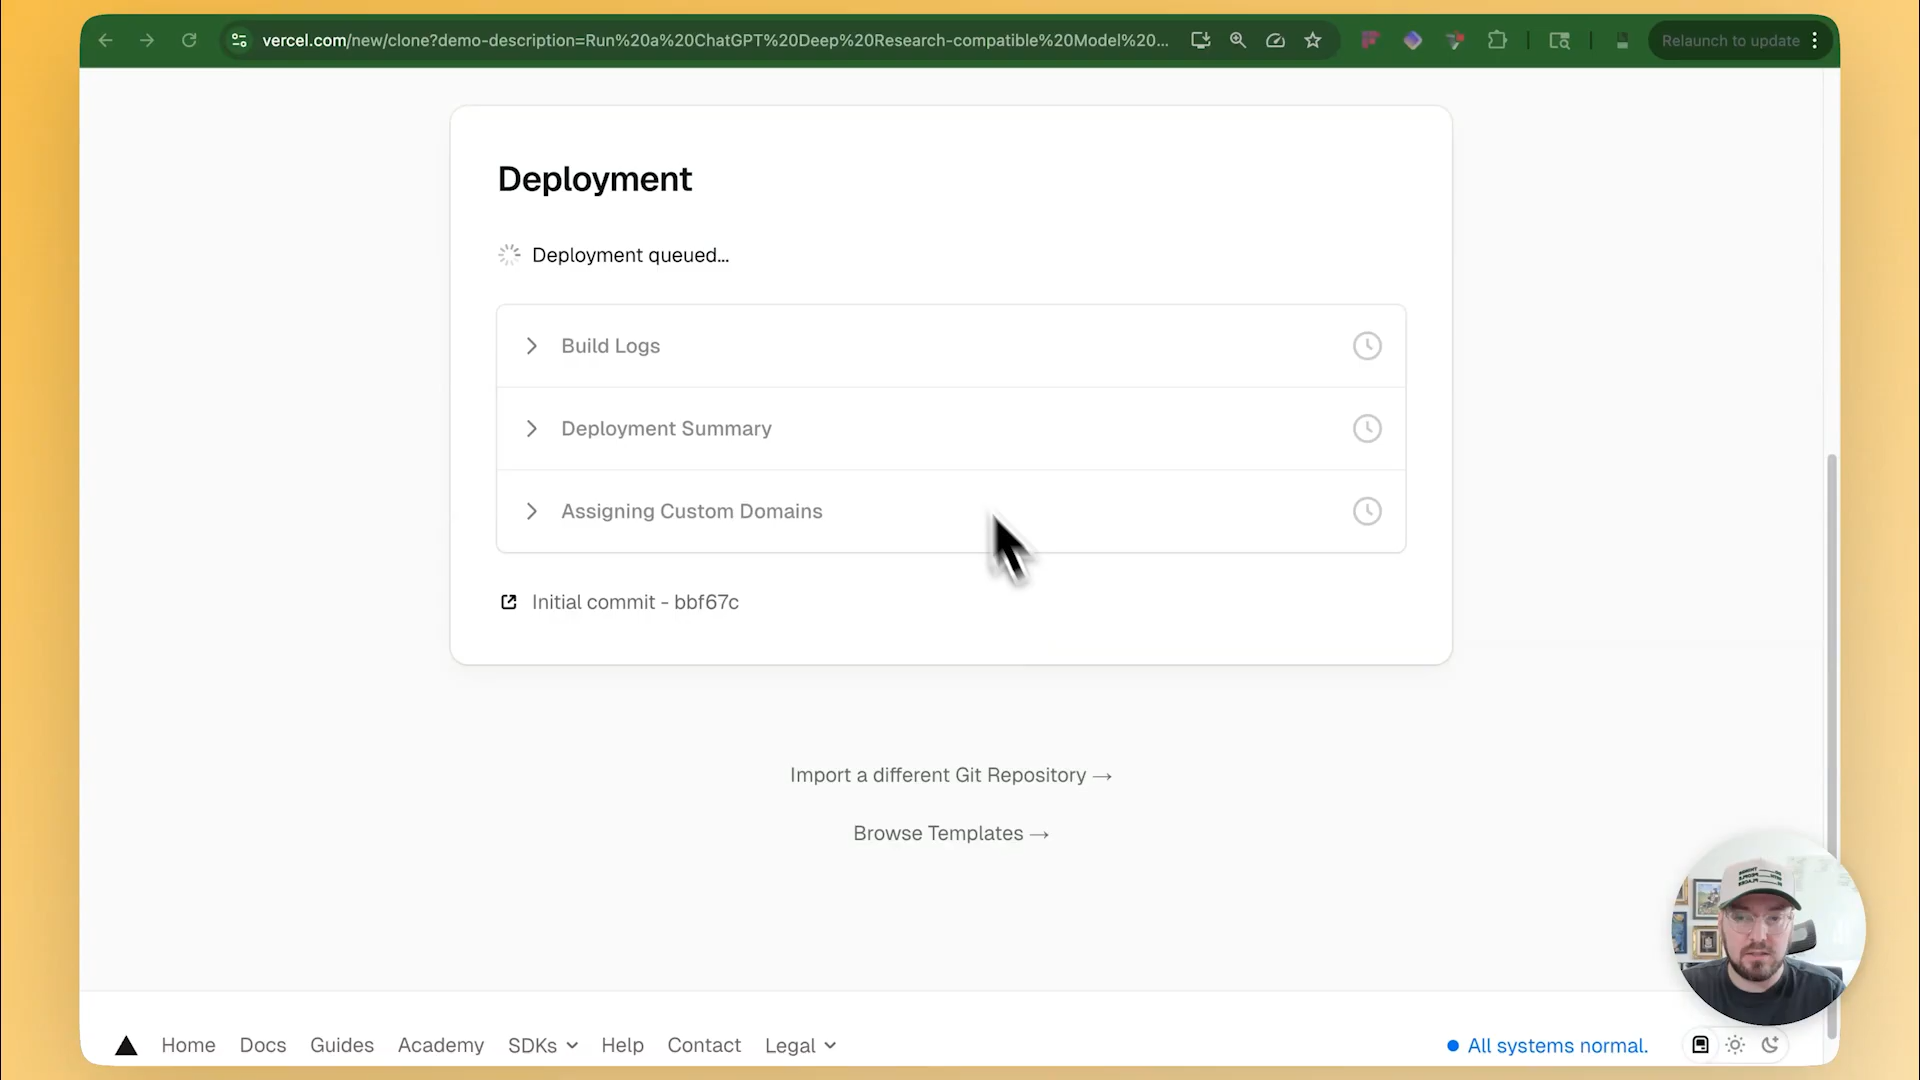 vercel.com/new/clone?demo-description=Run%20a%20ChatGPT%20Deep%20Research-compatible%20Model%20...
Relaunch to update
Deployment
Deployment queued...
Build Logs
Deployment Summary
Assigning Custom Domains
Initial commit - bbf67c
Import a different Git Repository →
Browse Templates →
Home Docs Guides Academy SDKs Help Contact Legal
All systems normal.